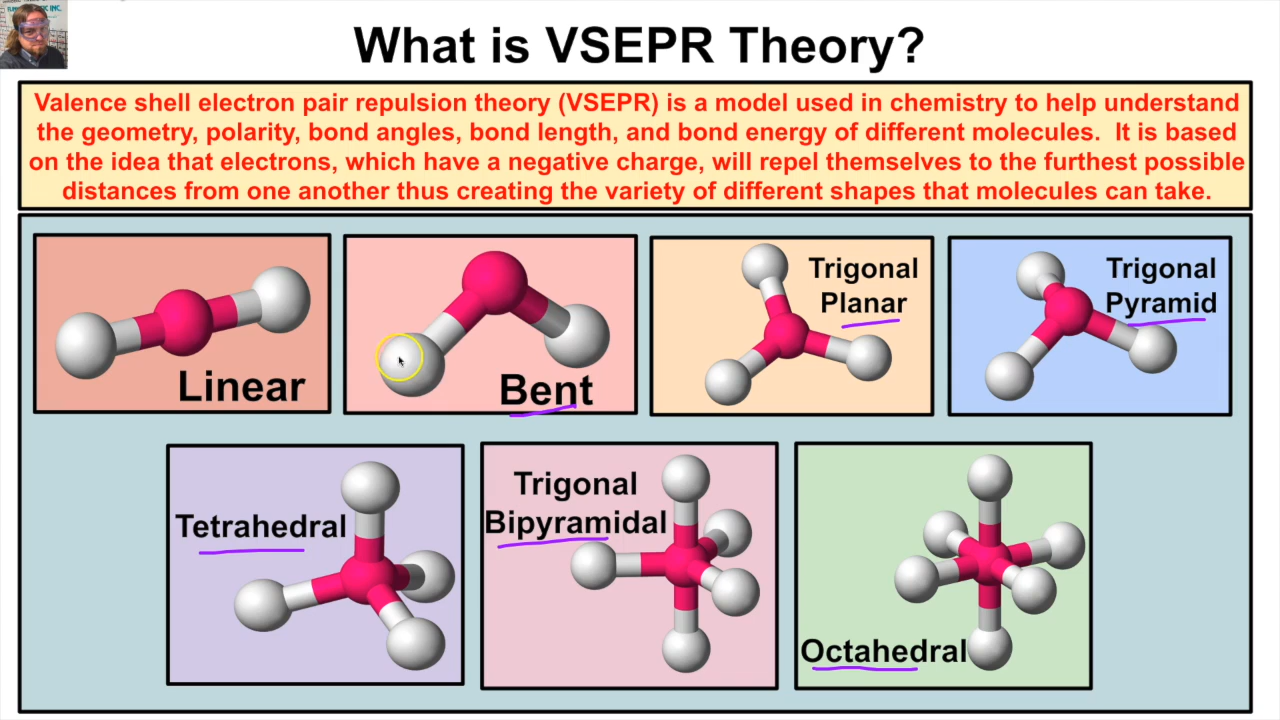 What is VSEPR Theory?
Valence shell electron pair repulsion theory (VSEPR) is a model used in chemistry to help understand
the geometry, polarity, bond angles, bond length, and bond energy of different molecules. It is based
on the idea that electrons, which have a negative charge, will repel themselves to the furthest possible
distances from one another thus creating the variety of different shapes that molecules can take.
Linear
Bent
Trigonal
Planar
Trigonal
Pyramid
Tetrahedral
Trigonal
Bipyramidal
Octahedral